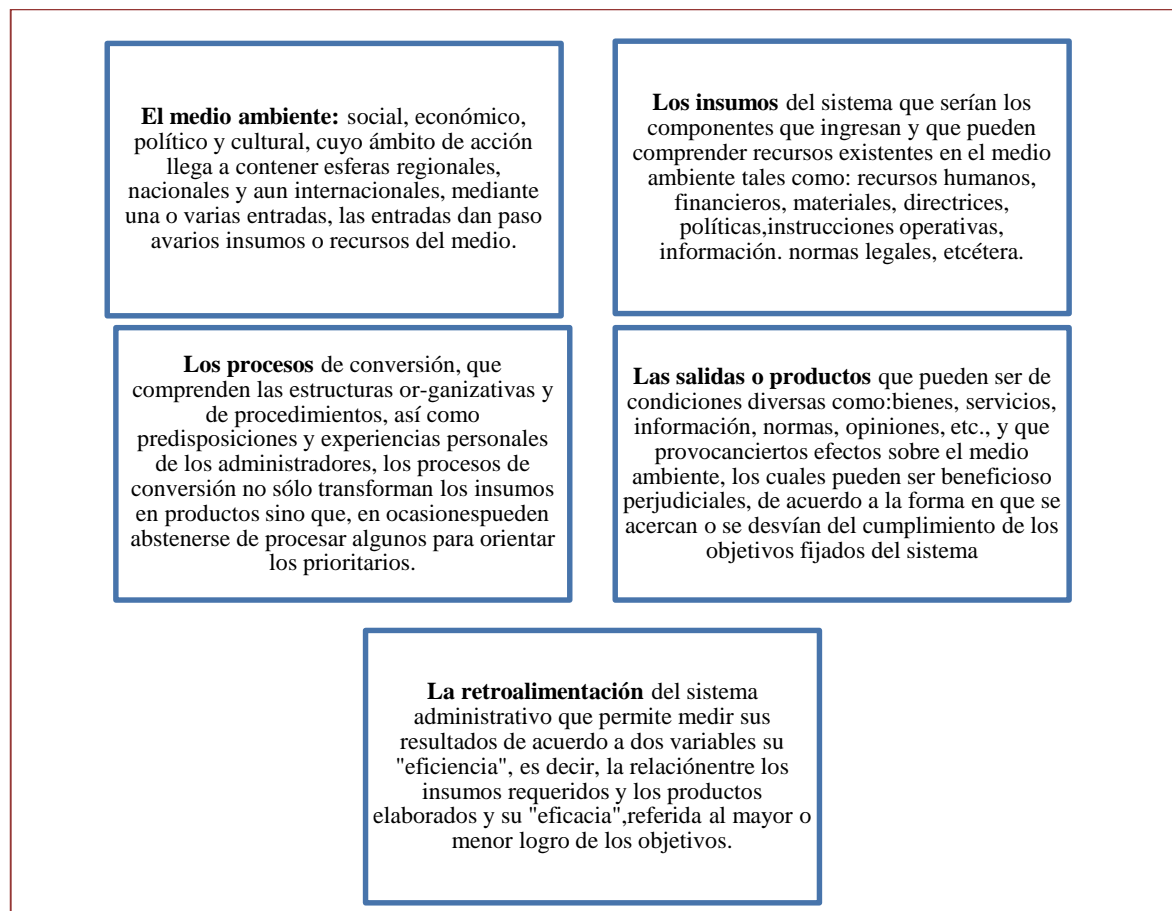 El medio ambiente: social, económico,
político y cultural, cuyo ámbito de acción
llega a contener esferas regionales,
nacionales y aun internacionales, mediante
una o varias entradas, las entradas dan paso
avarios insumos o recursos del medio.
Los insumos del sistema que serían los
componentes que ingresan y que pueden
comprender recursos existentes en el medio
ambiente tales como: recursos humanos,
financieros, materiales, directrices,
políticas,instrucciones operativas,
información. normas legales, etcétera.
Los procesos de conversión, que
comprenden las estructuras or-ganizativas y
de procedimientos, así como
predisposiciones y experiencias personales
de los administradores, los procesos de
conversión no sólo transforman los insumos
en productos sino que, en ocasionespueden
abstenerse de procesar algunos para orientar
los prioritarios.
Las salidas o productos que pueden ser de
condiciones diversas como:bienes, servicios,
información, normas, opiniones, etc., y que
provocanciertos efectos sobre el medio
ambiente, los cuales pueden ser beneficioso
perjudiciales, de acuerdo a la forma en que se
acercan o se desvían del cumplimiento de los
objetivos fijados del sistema
La retroalimentación del sistema
administrativo que permite medir sus
resultados de acuerdo a dos variables su
"eficiencia", es decir, la relaciónentre los
insumos requeridos y los productos
elaborados y su "eficacia",referida al mayor o
menor logro de los objetivos.